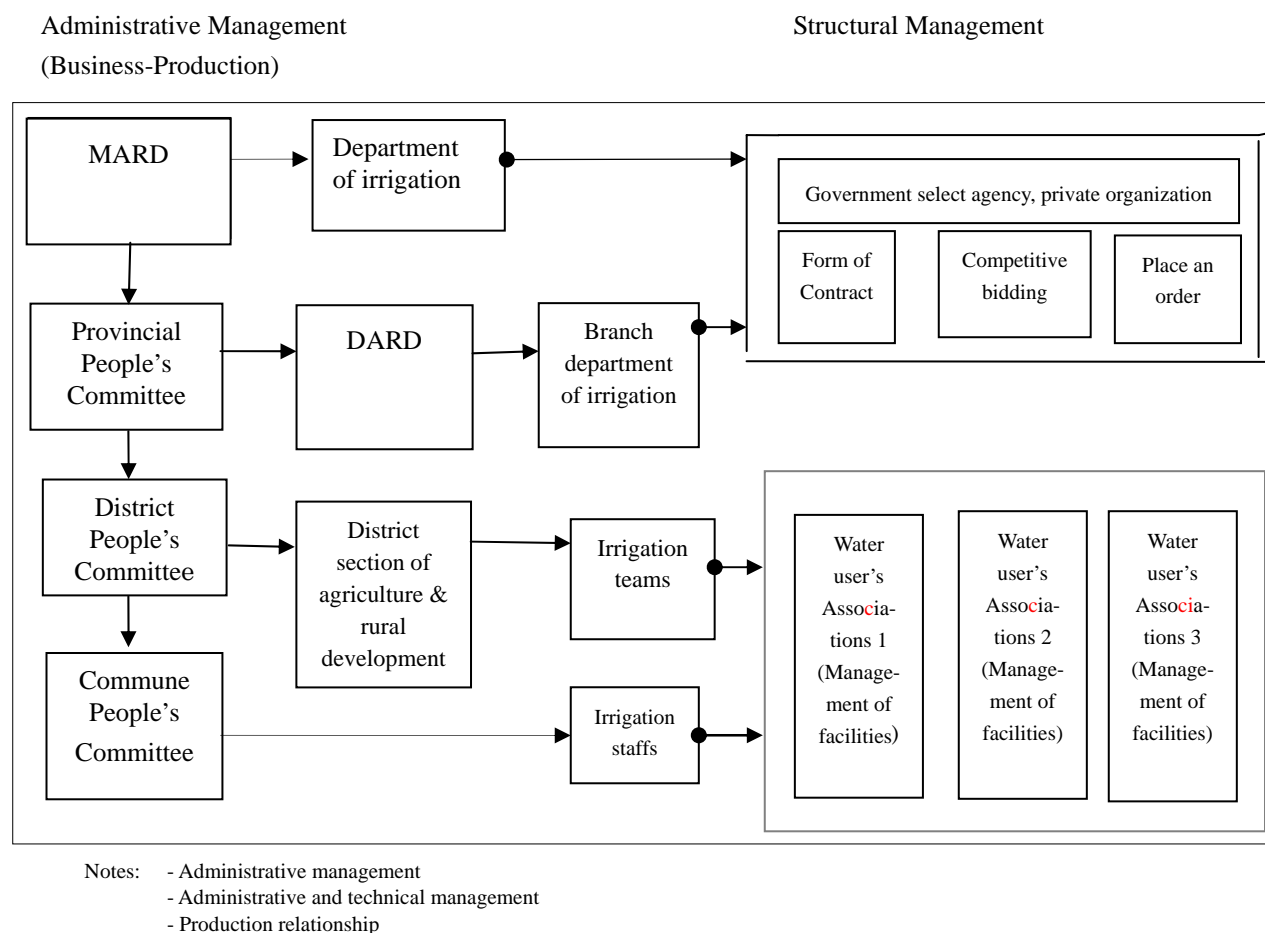 Administrative Management
(Business-Production)
Structural Management
MARD
Department
of irrigation
Government select agency, private organization
Form of
Contract
Competitive
bidding
Place an
order
Provincial
People’s
Committee
DARD
Branch
department
of irrigation
District
People’s
Committee
District
section of
agriculture &
rural
development
Irrigation
teams
Water
user’s
Associa-
tions 1
(Manage-
ment of
facilities)
Water
user’s
Associa-
tions 2
(Manage-
ment of
facilities)
Water
user’s
Associa-
tions 3
(Manage-
ment of
facilities)
Commune
People’s
Committee
Irrigation
staffs
Notes: - Administrative management
- Administrative and technical management
- Production relationship